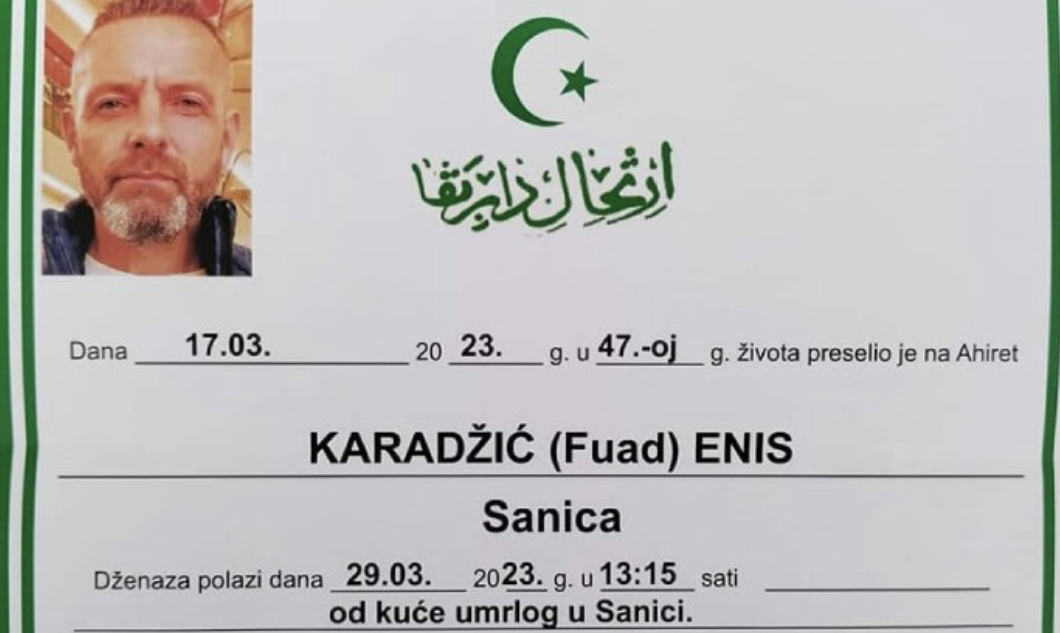 ارتحال دار بقا
Dana 17.03. 20 23. g. u 47.-oj g. života preselio je na Ahiret
KARADŽIĆ (Fuad) ENIS
Sanica
Dženaza polazi dana 29.03. 2023. g. u 13:15 sati
od kuće umrlog u Sanici.